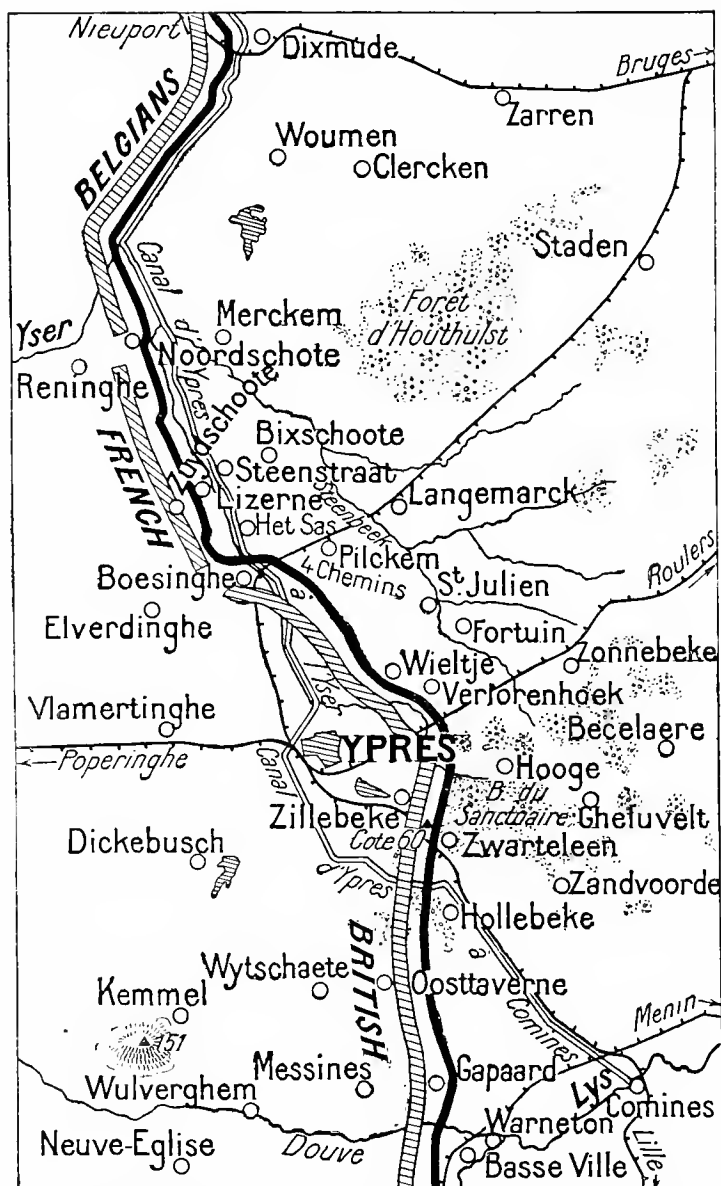 Nieuport
Dixmude
Bruges
Zarren
BELGIANS
Woumen
Clercken
Staden
Canal d'Ypres
Forêt
d'Houthulst
Merckem
Yser
Noordschote
Reninghe
Zuydschoote
Bixschoote
FRENCH
Steenstraat
Lizerne
Langemarck
Steenbeek
Het Sas
Pilckem
4 Chemins
Boesinghe
à
St Julien
Roulers
Elverdinghe
Fortuin
l'Yser
Wieltje
Zonnebeke
Verlorenhoek
Vlamertinghe
Becelaere
YPRES
Poperinghe
Hooge
Canal
B. du
Sanctuaire
Zillebeke
Gheluvelt
Cote 60
Zwarteleen
Dickebusch
d'Ypres
Zandvoorde
Hollebeke
à
BRITISH
Wytschaete
Oosttaverne
Kemmel
Comines
Menin
151
Messines
Gapaard
Lys
Wulverghem
Comines
Warneton
Neuve-Eglise
Douve
Basse Ville
Lille